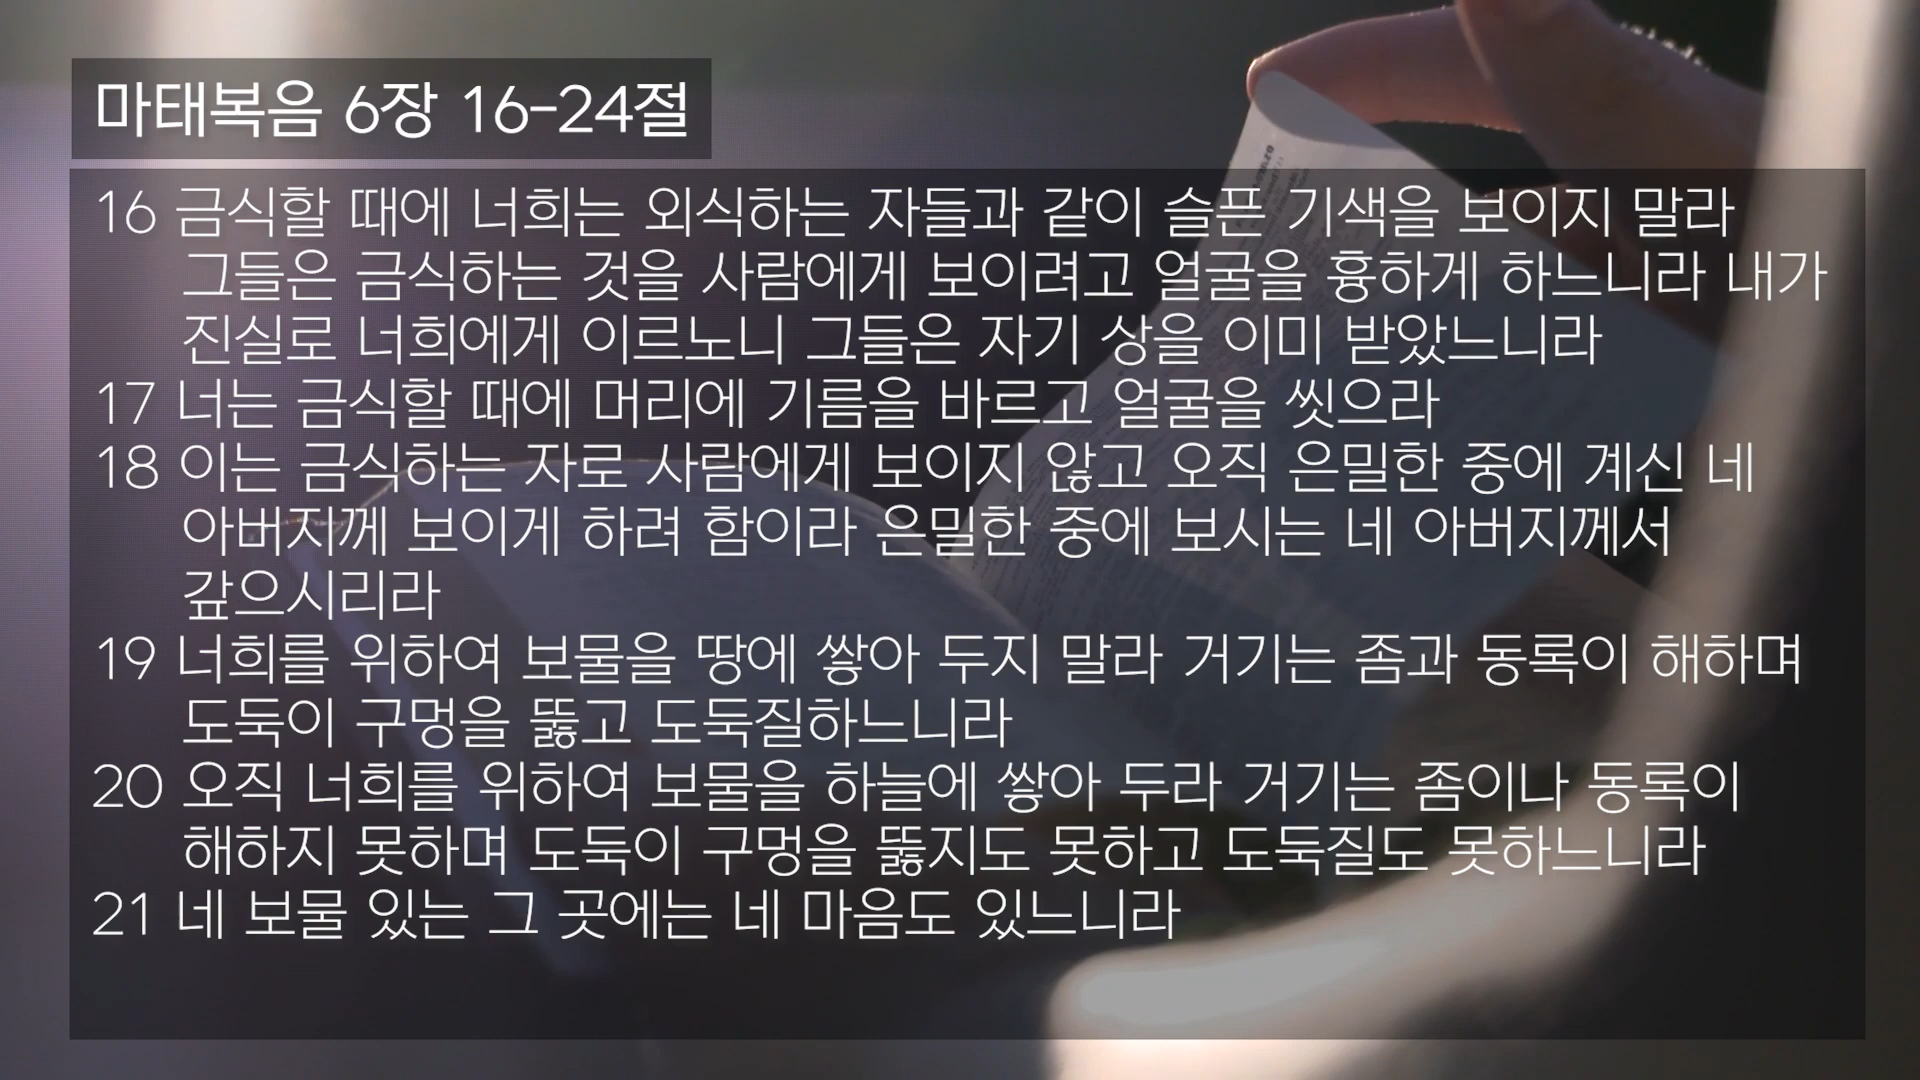 마태복음 6장 16-24절
16 금식할 때에 너희는 외식하는 자들과 같이 슬픈 기색을 보이지 말라
그들은 금식하는 것을 사람에게 보이려고 얼굴을 흉하게 하느니라 내가
진실로 너희에게 이르노니 그들은 자기 상을 이미 받았느니라
17 너는 금식할 때에 머리에 기름을 바르고 얼굴을 씻으라
18 이는 금식하는 자로 사람에게 보이지 않고 오직 은밀한 중에 계신 네
아버지께 보이게 하려 함이라 은밀한 중에 보시는 네 아버지께서
갚으시리라
19 너희를 위하여 보물을 땅에 쌓아 두지 말라 거기는 좀과 동록이 해하며
도둑이 구멍을 뚫고 도둑질하느니라
20 오직 너희를 위하여 보물을 하늘에 쌓아 두라 거기는 좀이나 동록이
해하지 못하며 도둑이 구멍을 뚫지도 못하고 도둑질도 못하느니라
21 네 보물 있는 그 곳에는 네 마음도 있느니라